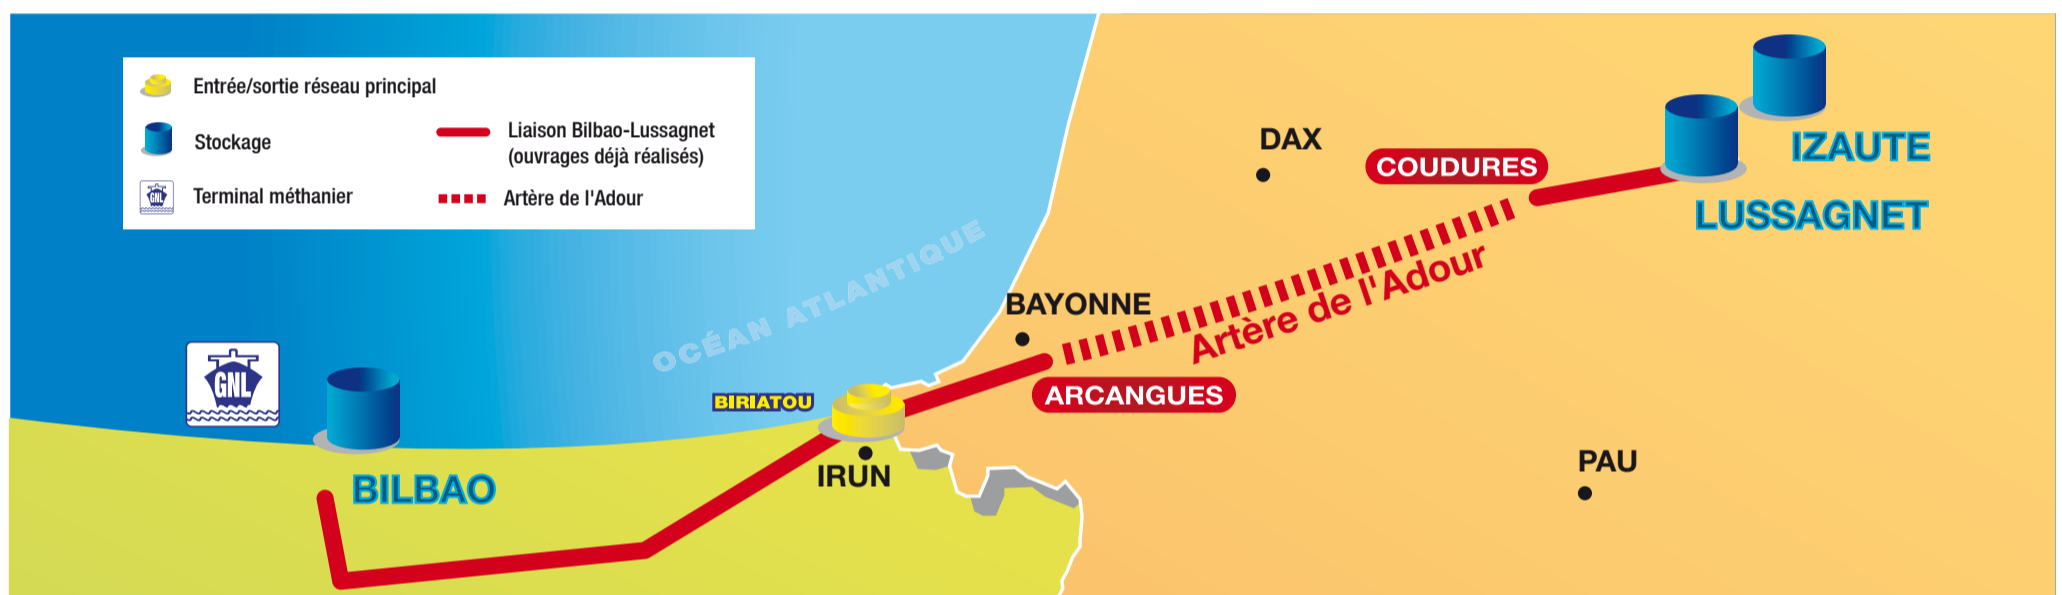 Entrée/sortie réseau principal
Stockage
Liaison Bilbao-Lussagnet
(ouvrages déjà réalisés)
GNL
Terminal méthanier
Artère de l'Adour
DAX
COUDURES
IZAUTE
LUSSAGNET
OCÉAN ATLANTIQUE
Artère de l'Adour
BAYONNE
GNL
BIRIATOU
ARCANGUES
IRUN
BILBAO
PAU